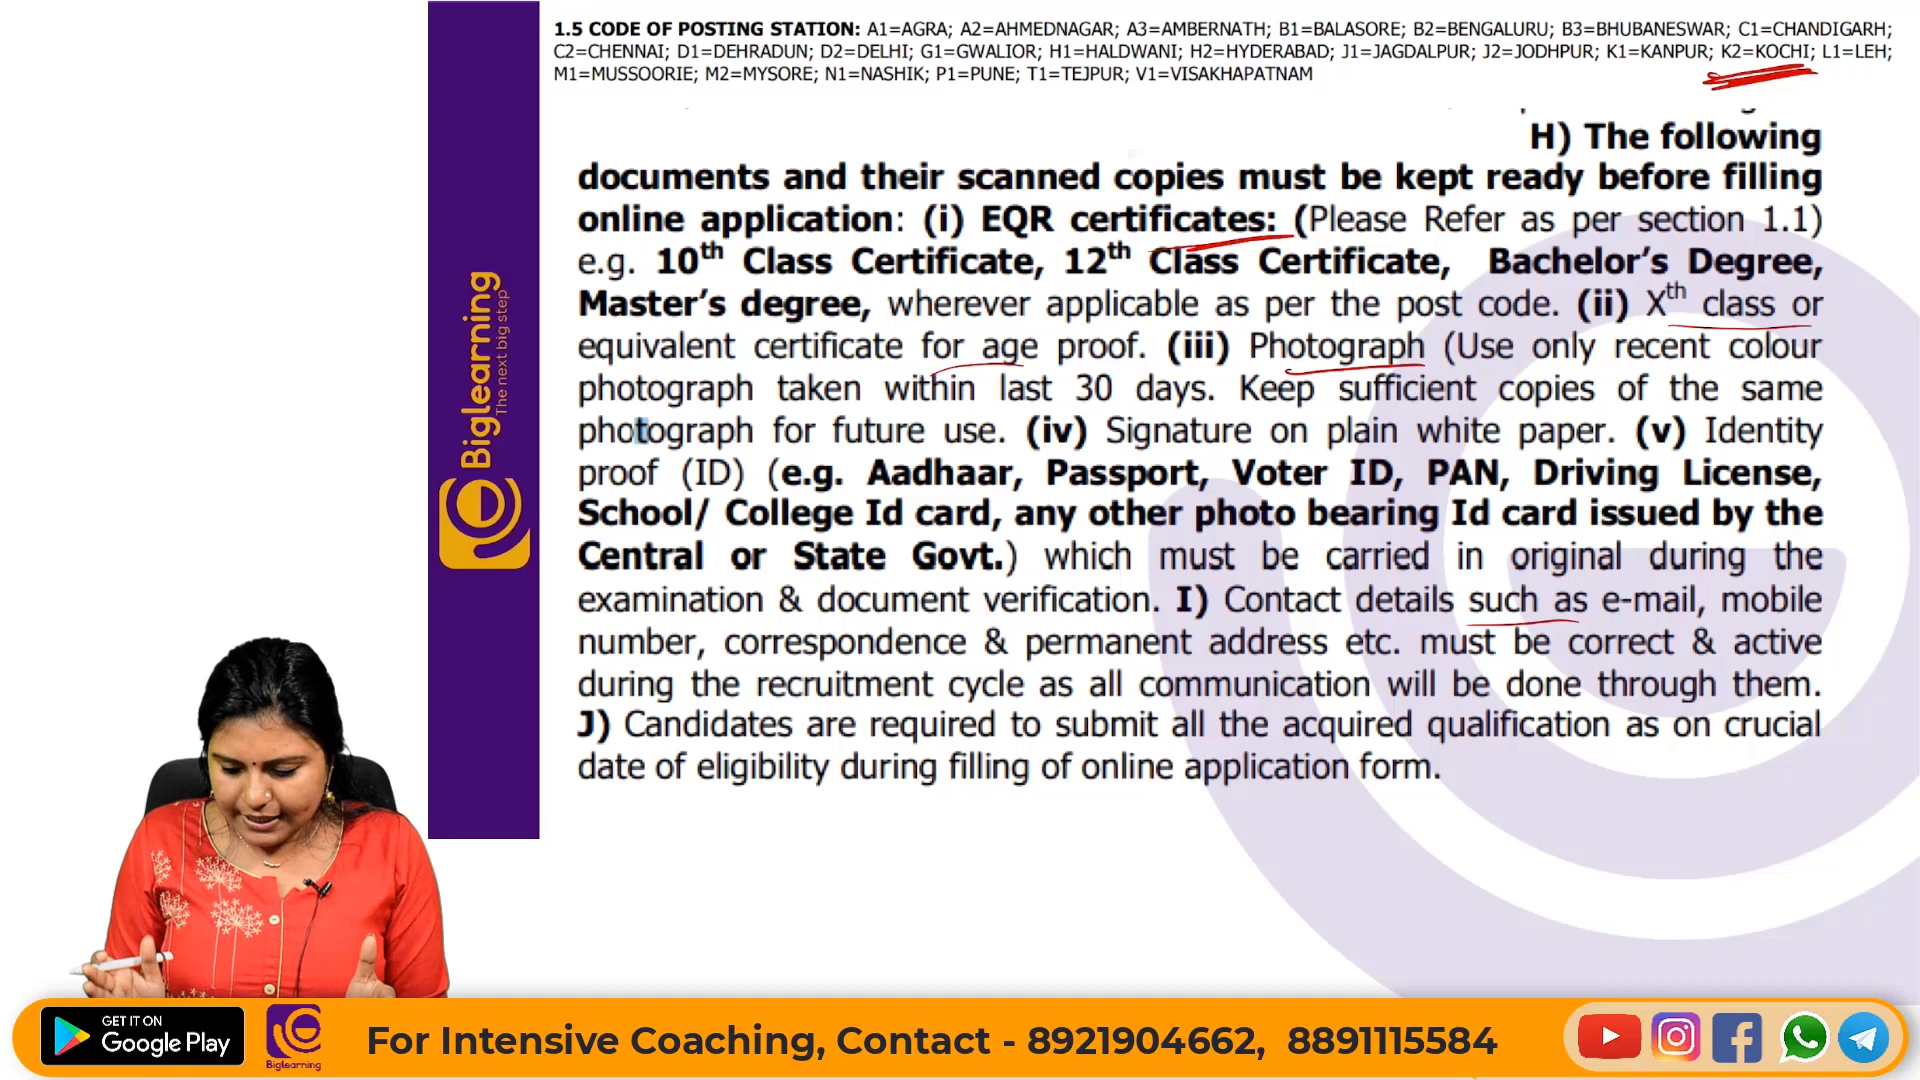 1.5 CODE OF POSTING STATION: A1=AGRA; A2=AHMEDNAGAR; A3=AMBERNATH; B1=BALASORE; B2=BENGALURU; B3=BHUBANESWAR; C1=CHANDIGARH;
C2=CHENNAI; D1=DEHRADUN; D2=DELHI; G1=GWALIOR; H1=HALDWANI; H2=HYDERABAD; J1=JAGDALPUR; J2=JODHPUR; K1=KANPUR; K2=KOCHI; L1=LEH;
M1=MUSSOORIE; M2=MYSORE; N1=NASHIK; P1=PUNE; T1=TEJPUR; V1=VISAKHAPATNAM
H) The following
documents and their scanned copies must be kept ready before filling
online application: (i) EQR certificates: (Please Refer as per section 1.1)
e.g. 10th Class Certificate, 12th Class Certificate, Bachelor's Degree,
Master's degree, wherever applicable as per the post code. (ii) Xth class or
equivalent certificate for age proof. (iii) Photograph (Use only recent colour
photograph taken within last 30 days. Keep sufficient copies of the same
photograph for future use. (iv) Signature on plain white paper. (v) Identity
proof (ID) (e.g. Aadhaar, Passport, Voter ID, PAN, Driving License,
School/ College Id card, any other photo bearing Id card issued by the
Central or State Govt.) which must be carried in original during the
examination & document verification. I) Contact details such as e-mail, mobile
number, correspondence & permanent address etc. must be correct & active
during the recruitment cycle as all communication will be done through them.
J) Candidates are required to submit all the acquired qualification as on crucial
date of eligibility during filling of online application form.
Biglearning
The next big step
GET IT ON
Google Play
Biglearning
For Intensive Coaching, Contact - 8921904662, 8891115584